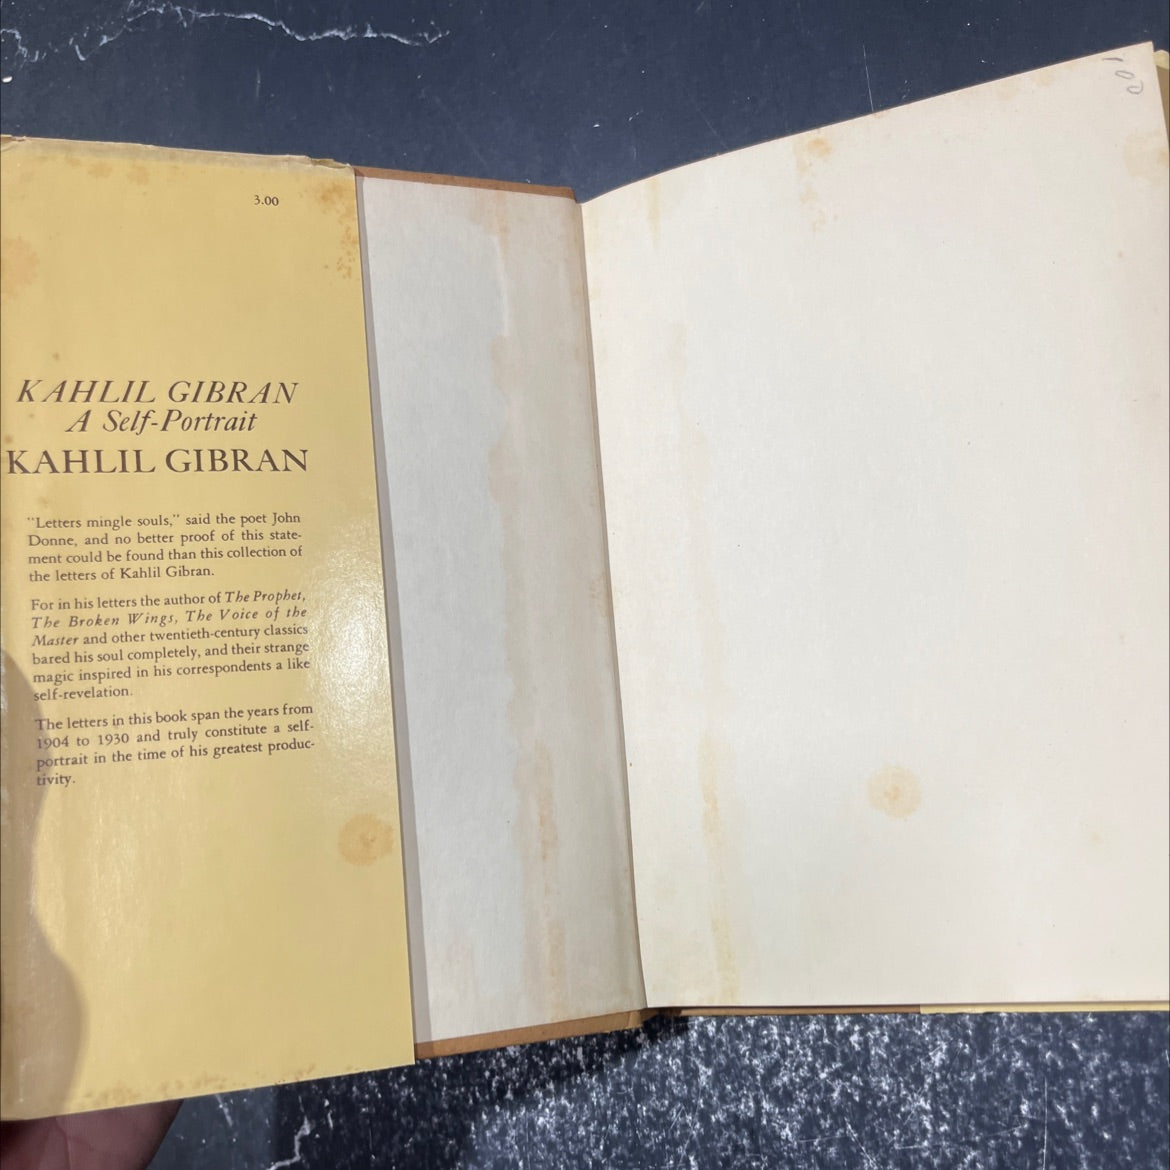 3.00
KAHLIL GIBRAN
A Self-Portrait
KAHLIL GIBRAN
"Letters mingle souls," said the poet John
Donne, and no better proof of this state-
ment could be found than this collection of
the letters of Kahlil Gibran.
For in his letters the author of The Prophet,
The Broken Wings, The Voice of the
Master and other twentieth-century classics
bared his soul completely, and their strange
magic inspired in his correspondents a like
self-revelation.
The letters in this book span the years from
1904 to 1930 and truly constitute a self-
portrait in the time of his greatest produc-
tivity.